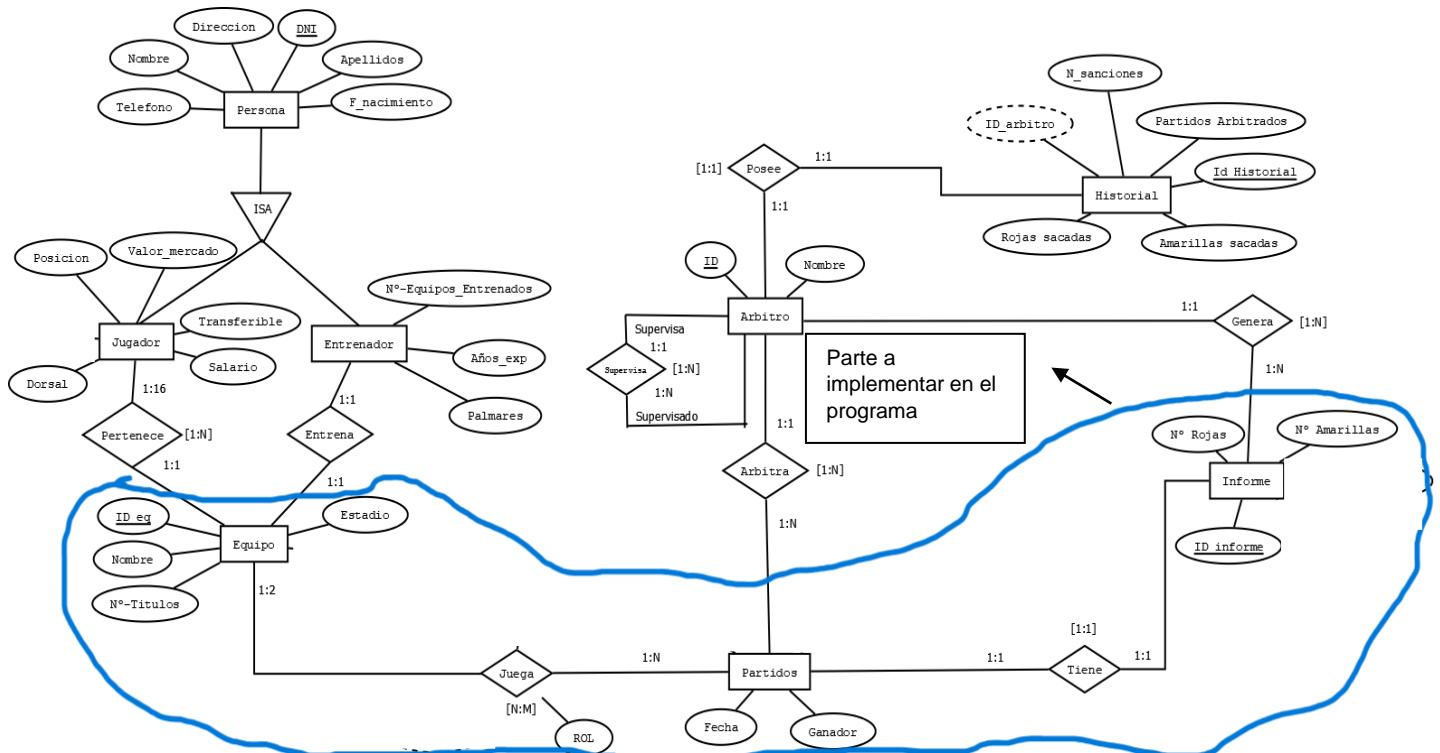 Direccion
DNI
Nombre
Apellidos
Telefono
Persona
F_nacimiento
ISA
Posicion
Valor_mercado
Transferible
Jugador
Salario
Dorsal
Nº-Equipos_Entrenados
Entrenador
Años_exp
Palmares
1:16
Pertenece
[1:N]
1:1
1:1
Entrena
1:1
N_sanciones
ID_arbitro
Partidos Arbitrados
Id Historial
Historial
Rojas sacadas
Amarillas sacadas
[1:1]
Posee
1:1
1:1
ID
Nombre
Arbitro
Supervisa
1:1
Supervisa
[1:N]
1:N
Supervisado
Parte a
implementar en el
programa
1:1
Genera
[1:N]
1:N
1:1
Arbitra
[1:N]
1:N
Nº Rojas
Nº Amarillas
Informe
ID informe
ID eq
Estadio
Equipo
Nombre
Nº-Titulos
1:2
Juega
[N:M]
ROL
1:N
Partidos
Fecha
Ganador
1:1
[1:1]
Tiene
1:1